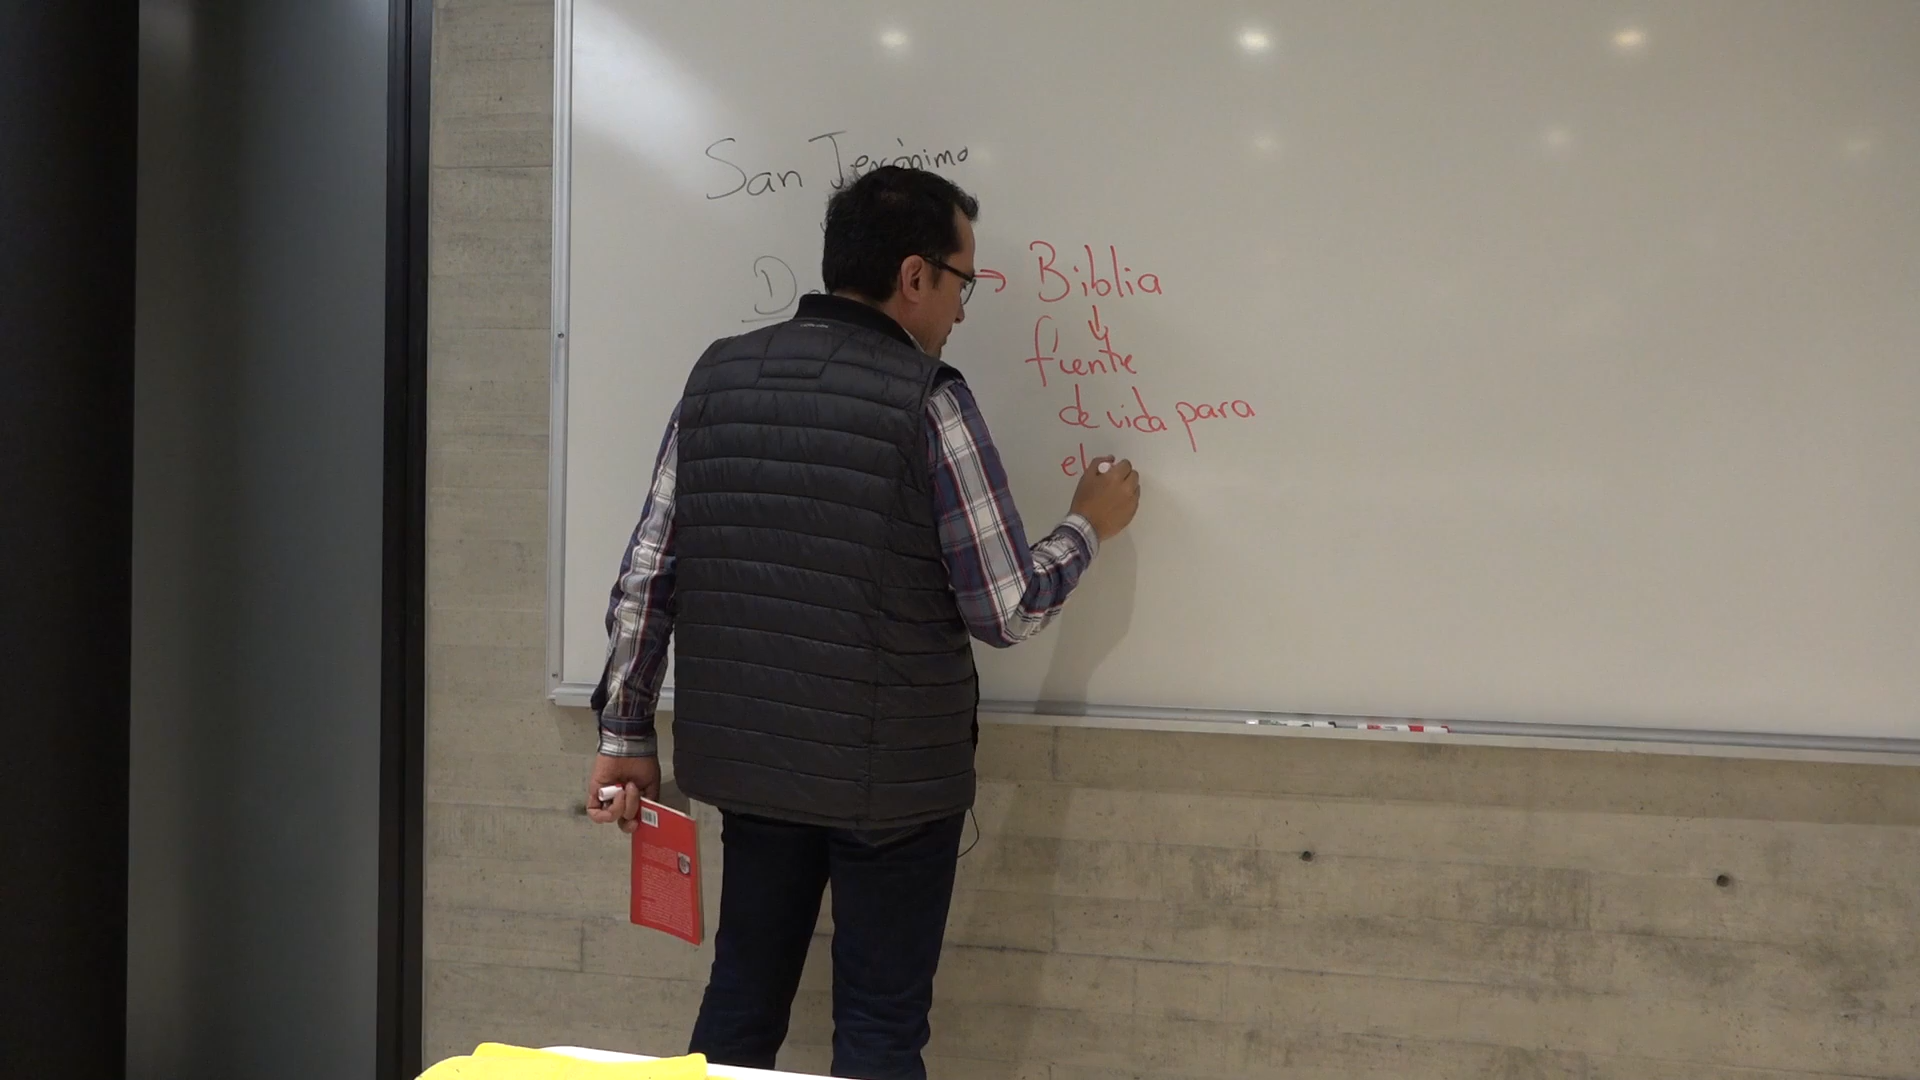 San Jerónimo
→ Biblia
↓
fuente
de vida para
el